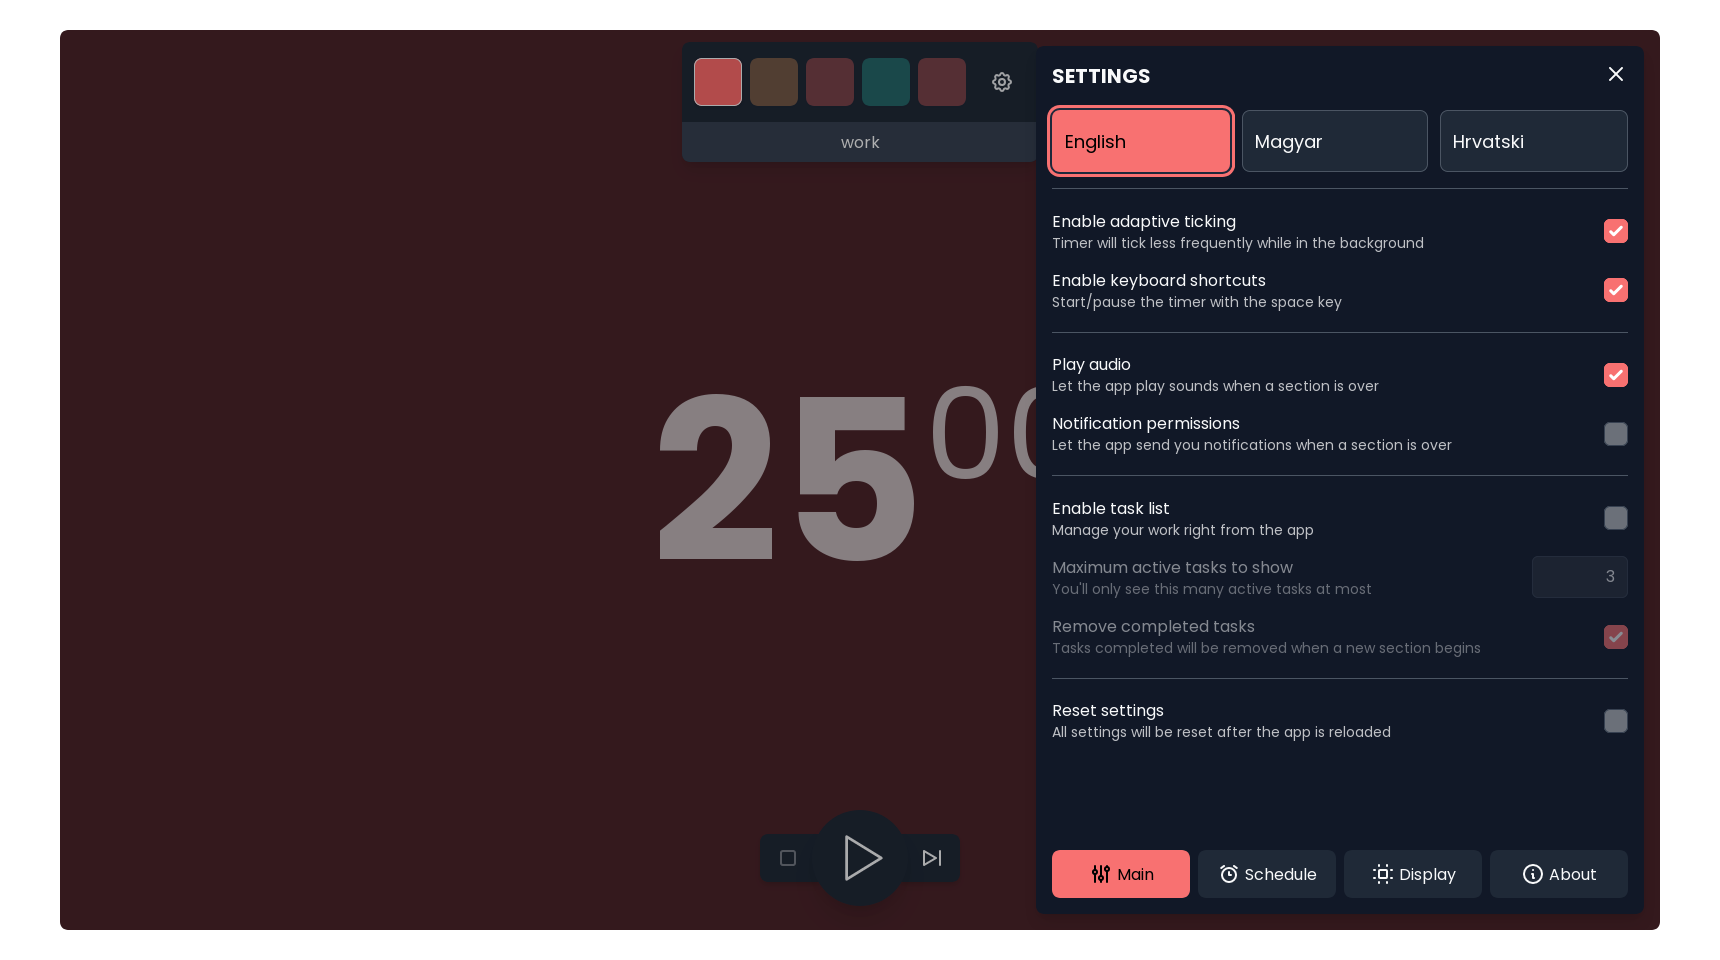 work
25
00
SETTINGS
English
Magyar
Hrvatski
Enable adaptive ticking
Timer will tick less frequently while in the background
Enable keyboard shortcuts
Start/pause the timer with the space key
Play audio
Let the app play sounds when a section is over
Notification permissions
Let the app send you notifications when a section is over
Enable task list
Manage your work right from the app
Maximum active tasks to show
3
You'll only see this many active tasks at most
Remove completed tasks
Tasks completed will be removed when a new section begins
Reset settings
All settings will be reset after the app is reloaded
Main
Schedule
Display
About